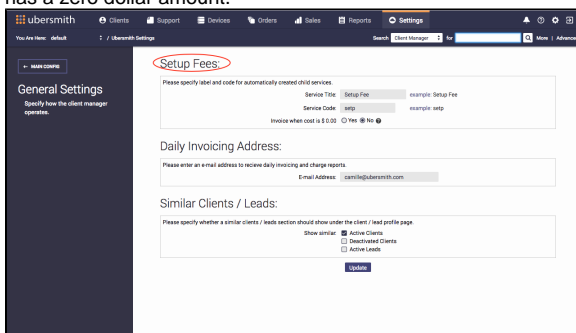 has a zero dollar amount.
ubersmith
Clients
Support
Devices
Orders
Sales
Reports
Settings
You Are Here: default : / Ubersmith Settings
Search Client Manager for
More | Advance
← MAIN CONFIG
General Settings
Specify how the client manager
operates.
Setup Fees:
Please specify label and code for automatically created child services.
Service Title: Setup Fee example: Setup Fee
Service Code: setp example: setp
Invoice when cost is $ 0.00 Yes No
Daily Invoicing Address:
Please enter an e-mail address to recieve daily invoicing and charge reports.
E-mail Address: camille@ubersmith.com
Similar Clients / Leads:
Please specify whether a similar clients / leads section should show under the client / lead profile page.
Show similar: Active Clients
Deactivated Clients
Active Leads
Update